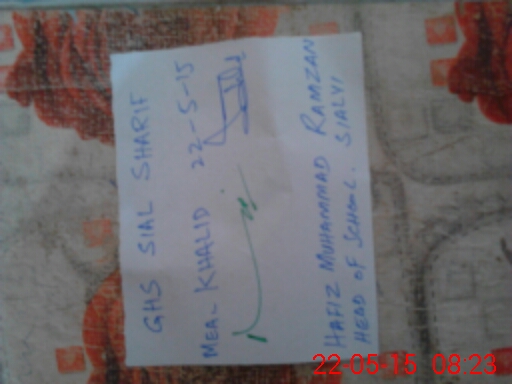 GHS SIAL SHARIF
MEAL KHALID 22-5-15
HAFIZ MUHAMMAD RAMZAN
HEAD OF SCHOOL. SIALVI
22-05-15 08:23